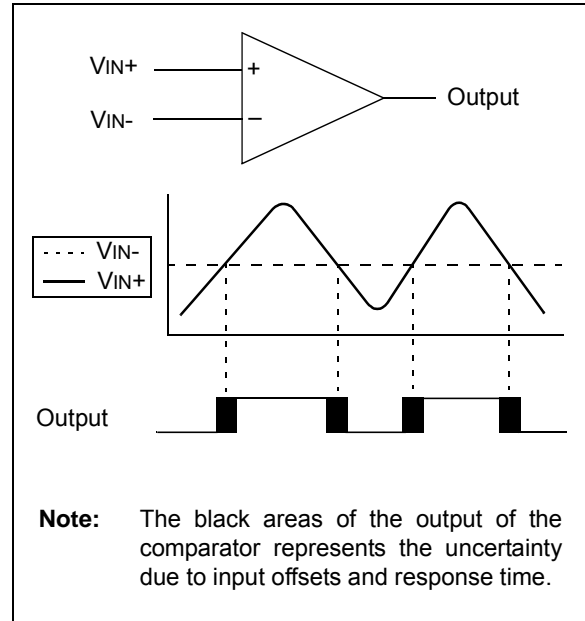 VIN+
+
Output
VIN-
–
VIN-
VIN+
Output
Note: The black areas of the output of the
comparator represents the uncertainty
due to input offsets and response time.